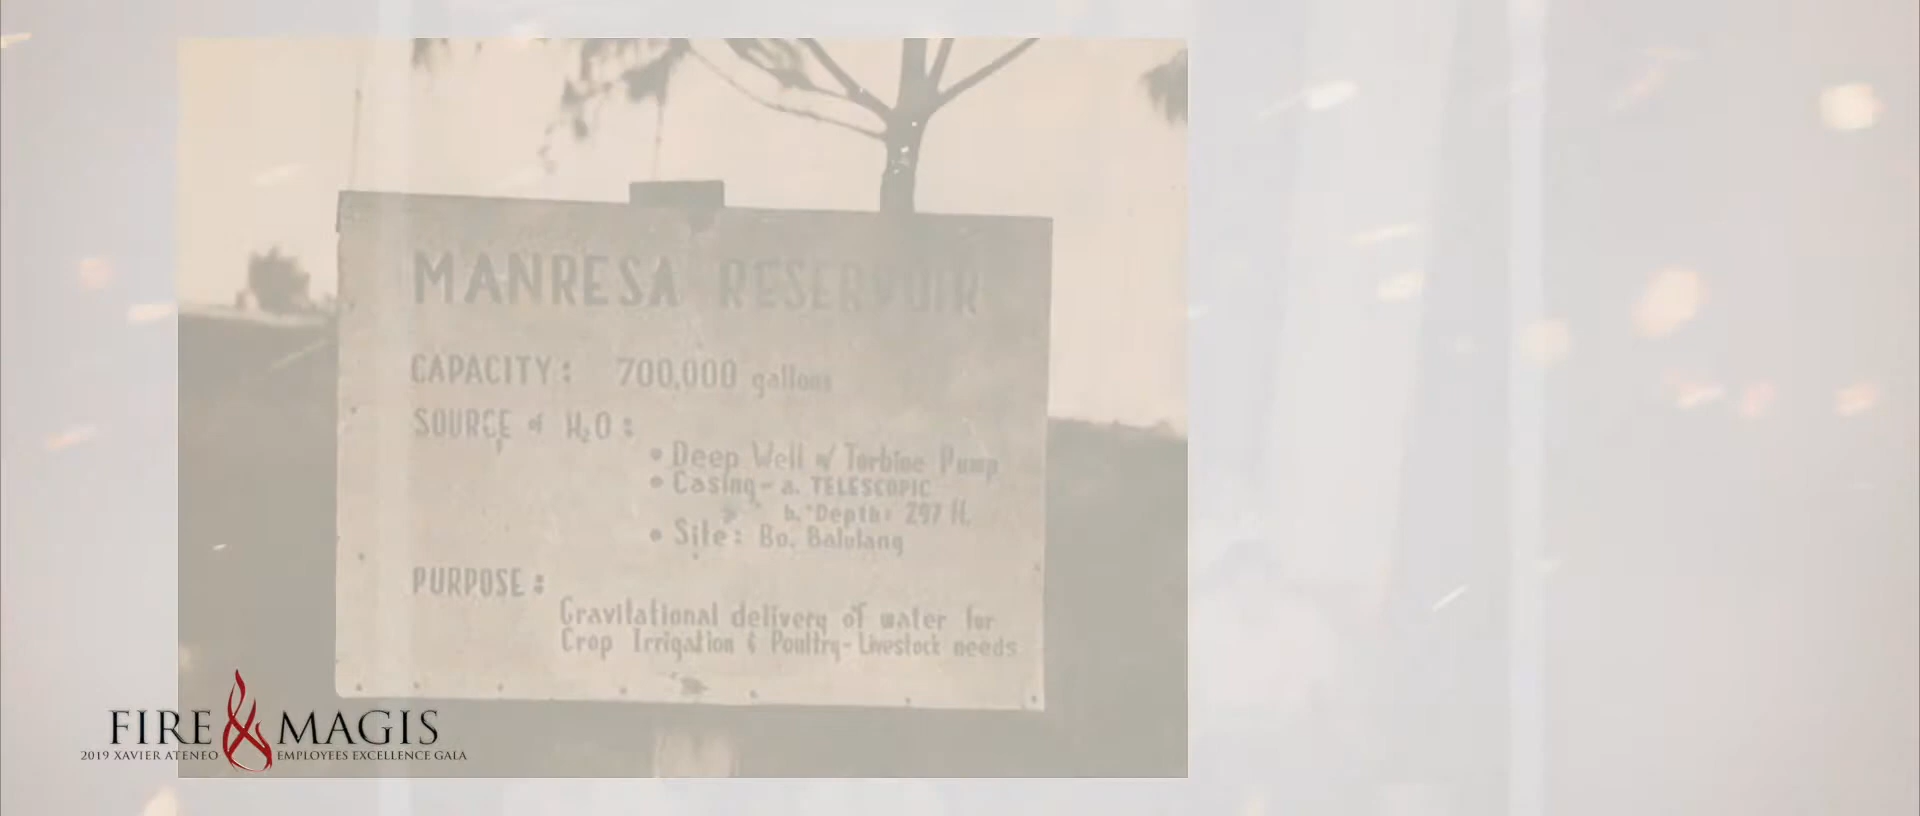 MANRESA RESERVOIR
CAPACITY: 700,000 gallons
SOURCE of H₂O:
• Deep Well w/ Turbine Pump
• Casing - a. TELESCOPIC
b. Depth: 297 ft.
• Site: Bo. Balulang
PURPOSE:
Gravitational delivery of water for
Crop Irrigation & Poultry-Livestock needs
FIRE & MAGIS
2019 XAVIER ATENEO EMPLOYEES EXCELLENCE GALA